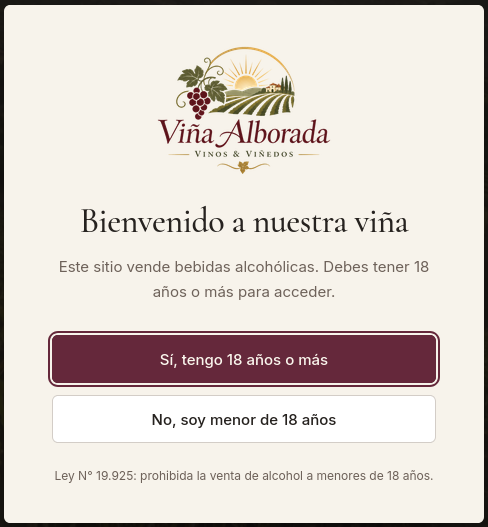 Viña Alborada
VINOS & VIÑEDOS
Bienvenido a nuestra viña
Este sitio vende bebidas alcohólicas. Debes tener 18
años o más para acceder.
Sí, tengo 18 años o más
No, soy menor de 18 años
Ley N° 19.925: prohibida la venta de alcohol a menores de 18 años.